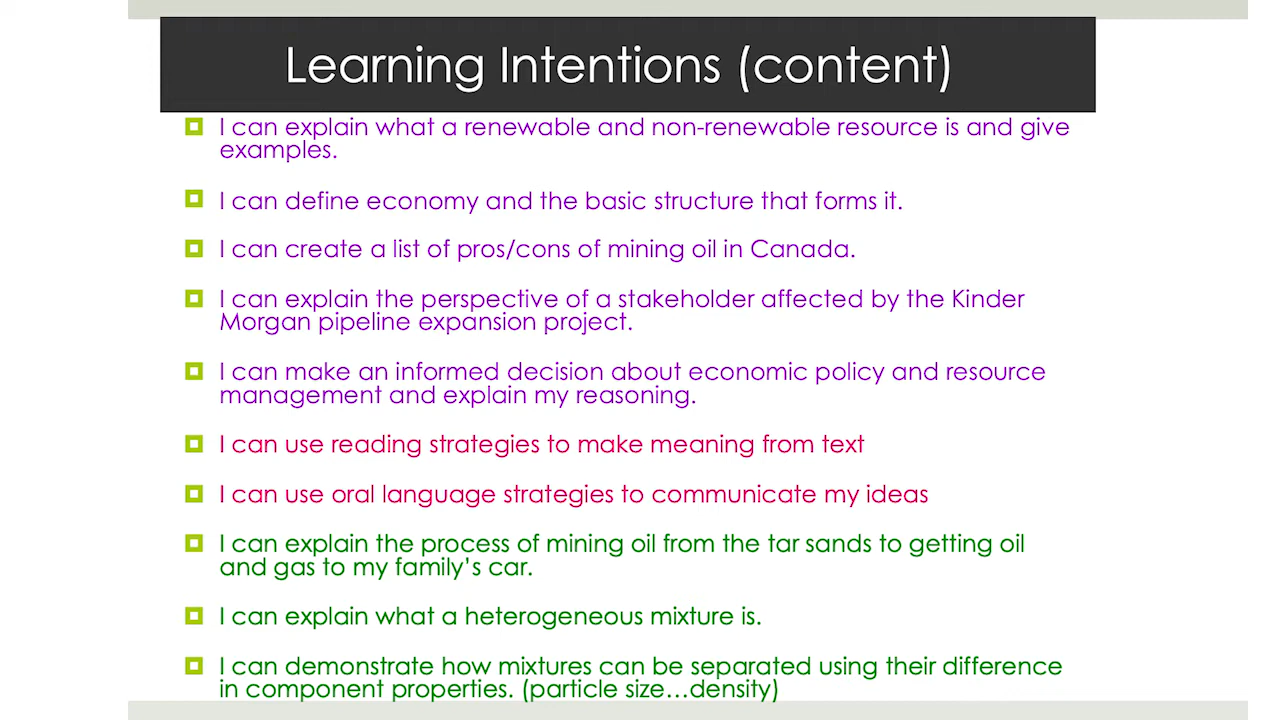 Learning Intentions (content)
I can explain what a renewable and non-renewable resource is and give
examples.
I can define economy and the basic structure that forms it.
I can create a list of pros/cons of mining oil in Canada.
I can explain the perspective of a stakeholder affected by the Kinder
Morgan pipeline expansion project.
I can make an informed decision about economic policy and resource
management and explain my reasoning.
I can use reading strategies to make meaning from text
I can use oral language strategies to communicate my ideas
I can explain the process of mining oil from the tar sands to getting oil
and gas to my family’s car.
I can explain what a heterogeneous mixture is.
I can demonstrate how mixtures can be separated using their difference
in component properties. (particle size…density)